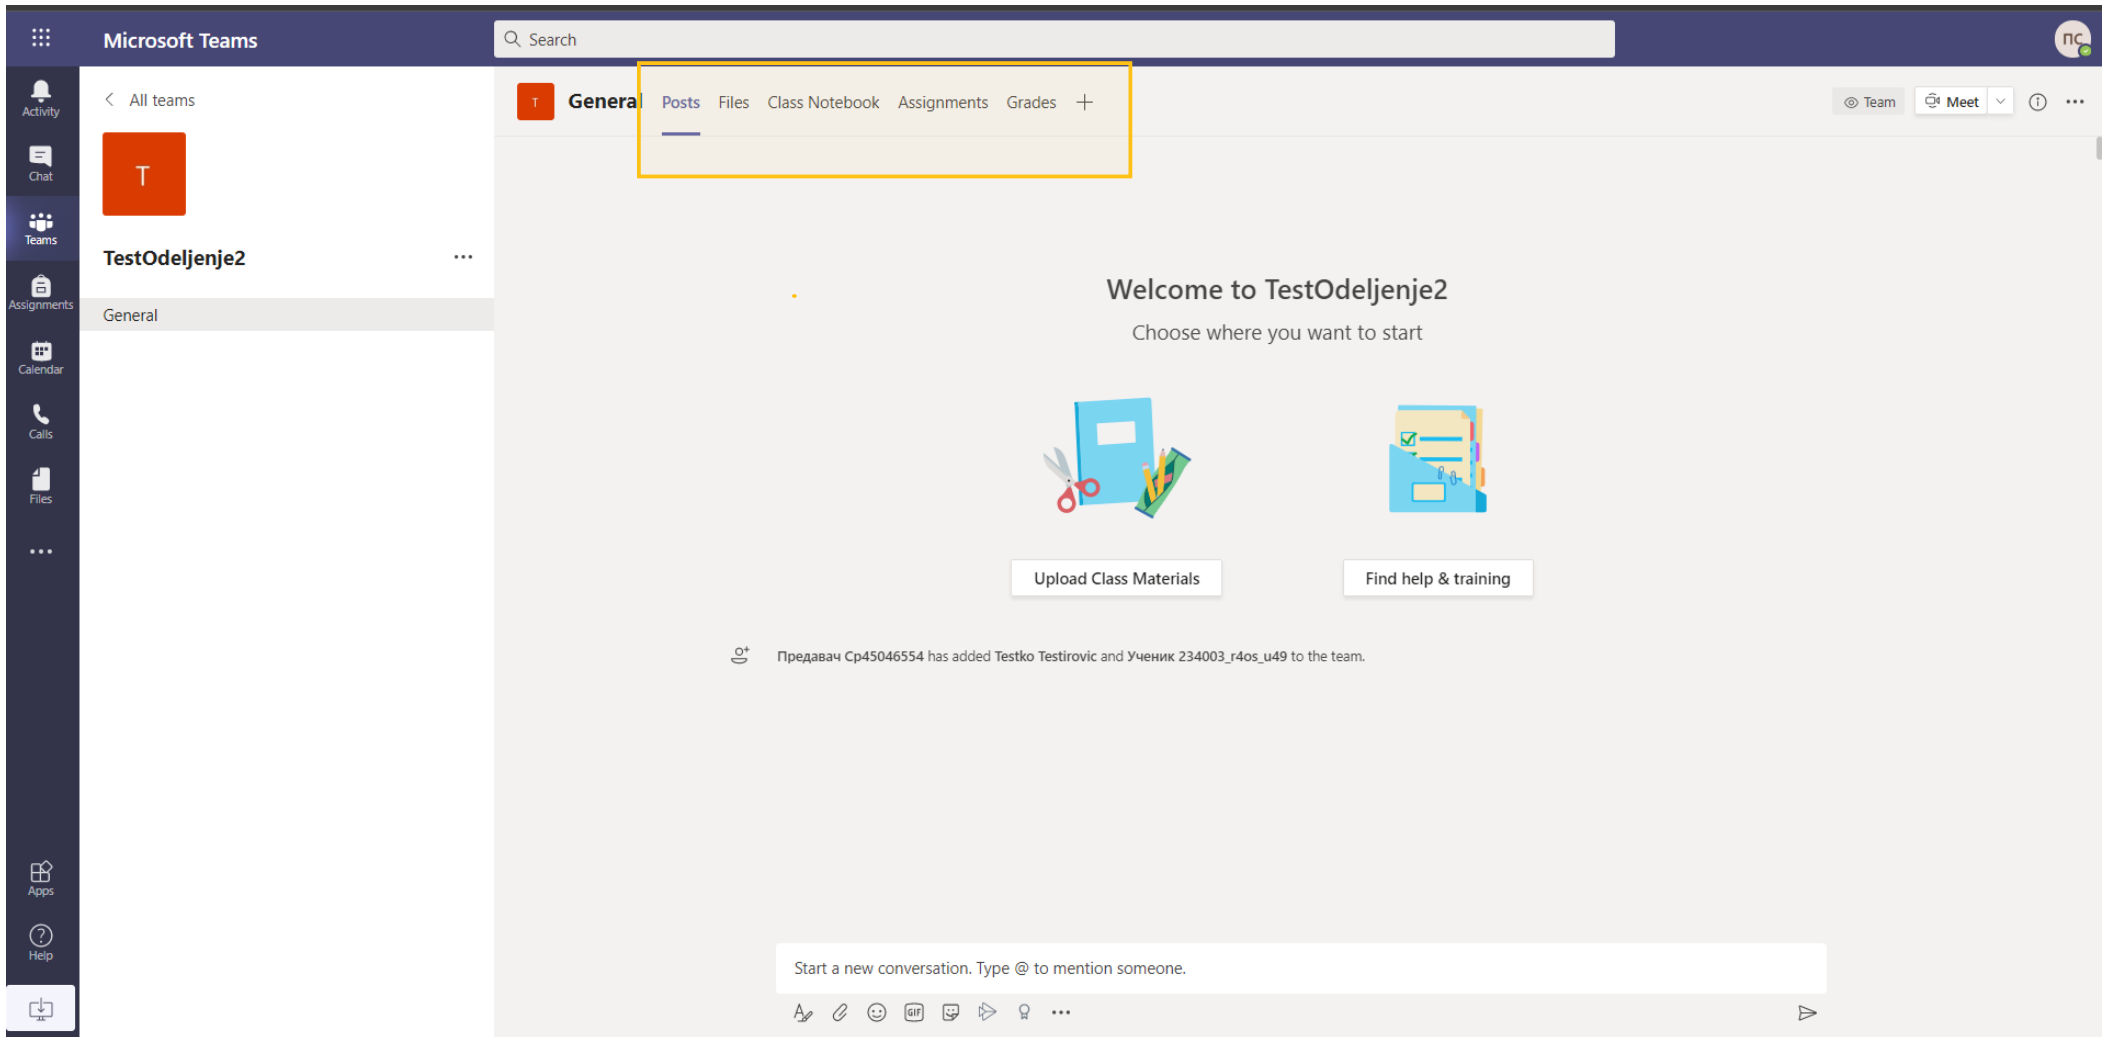 Microsoft Teams
Search
ПС
Activity
Chat
Teams
Assignments
Calendar
Calls
Files
Apps
Help
All teams
T
TestOdeljenje2
General
T
General Posts Files Class Notebook Assignments Grades
Team
Meet
Welcome to TestOdeljenje2
Choose where you want to start
Upload Class Materials
Find help & training
Предавач Ср45046554 has added Testko Testirovic and Ученик 234003_r4os_u49 to the team.
Start a new conversation. Type @ to mention someone.
GIF